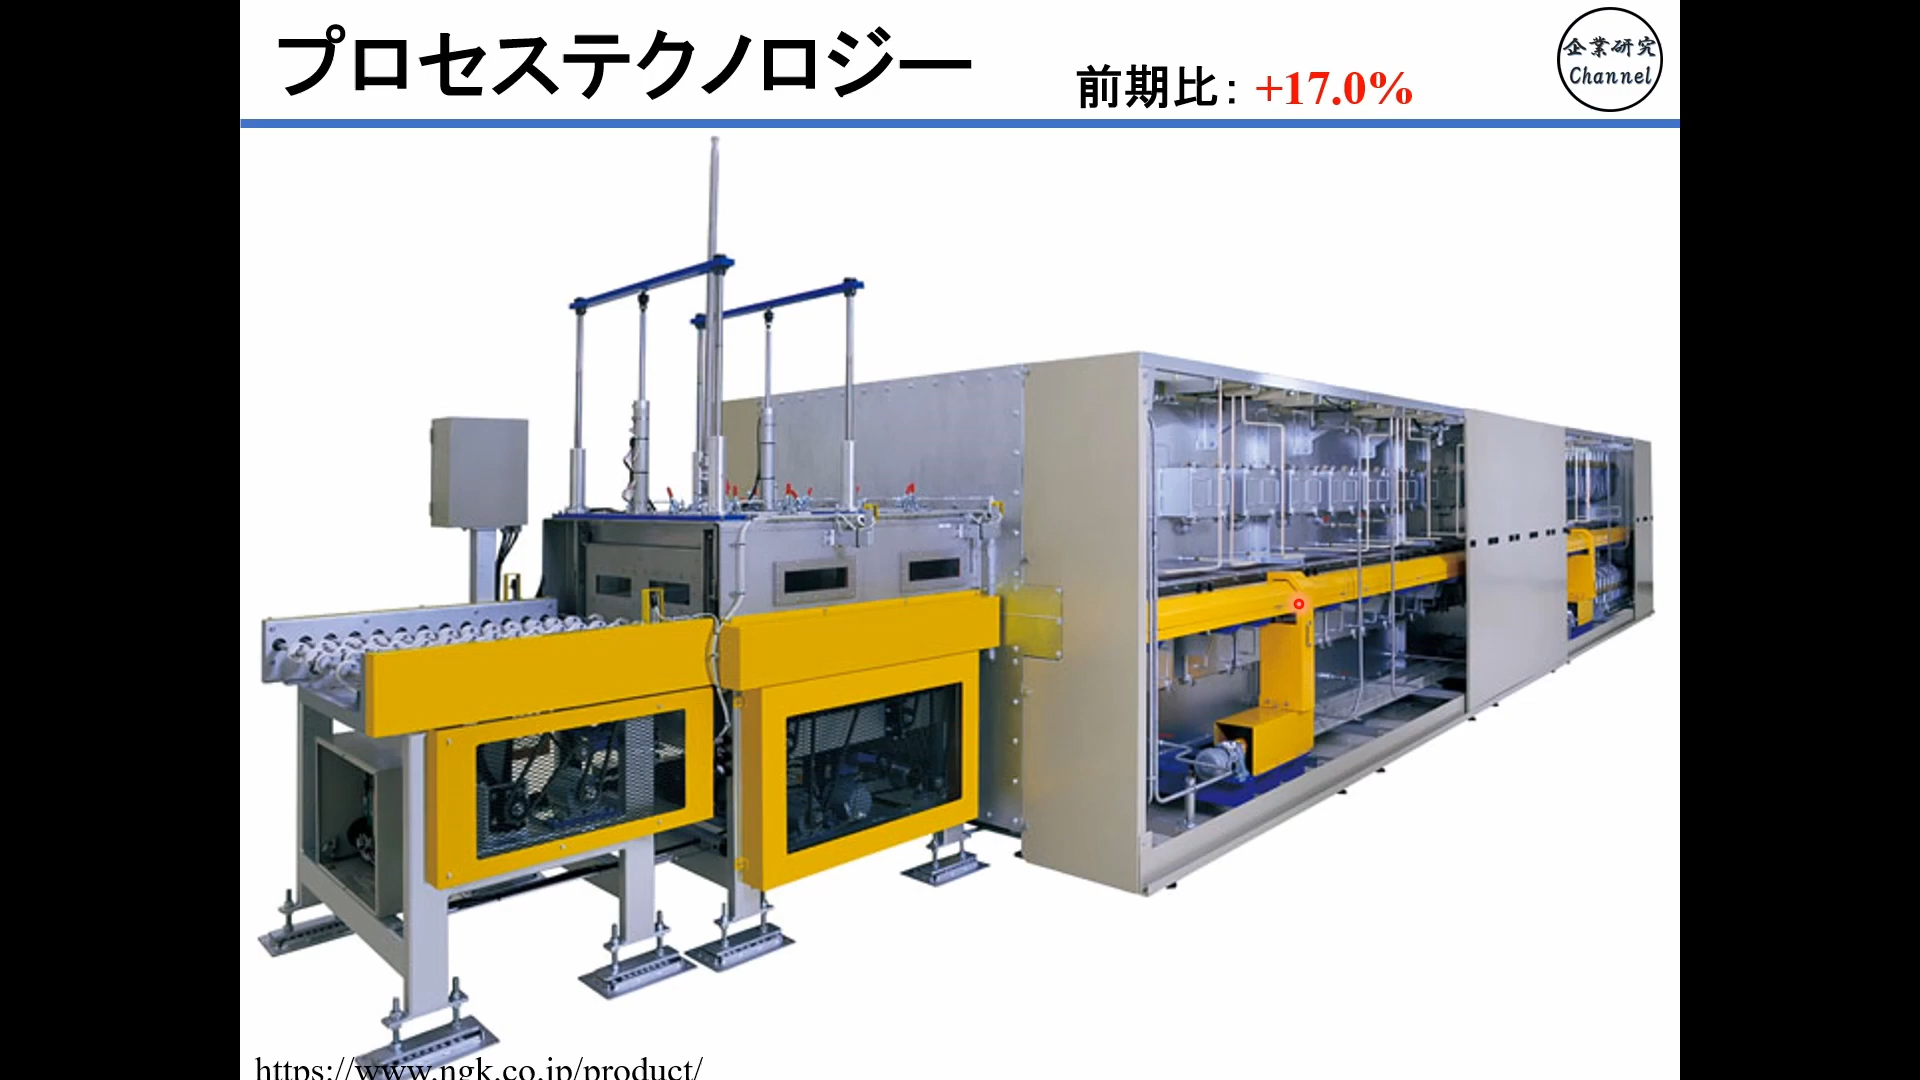 プロセステクノロジー
前期比：+17.0%
企業研究
Channel
https://www.ngk.co.jp/product/